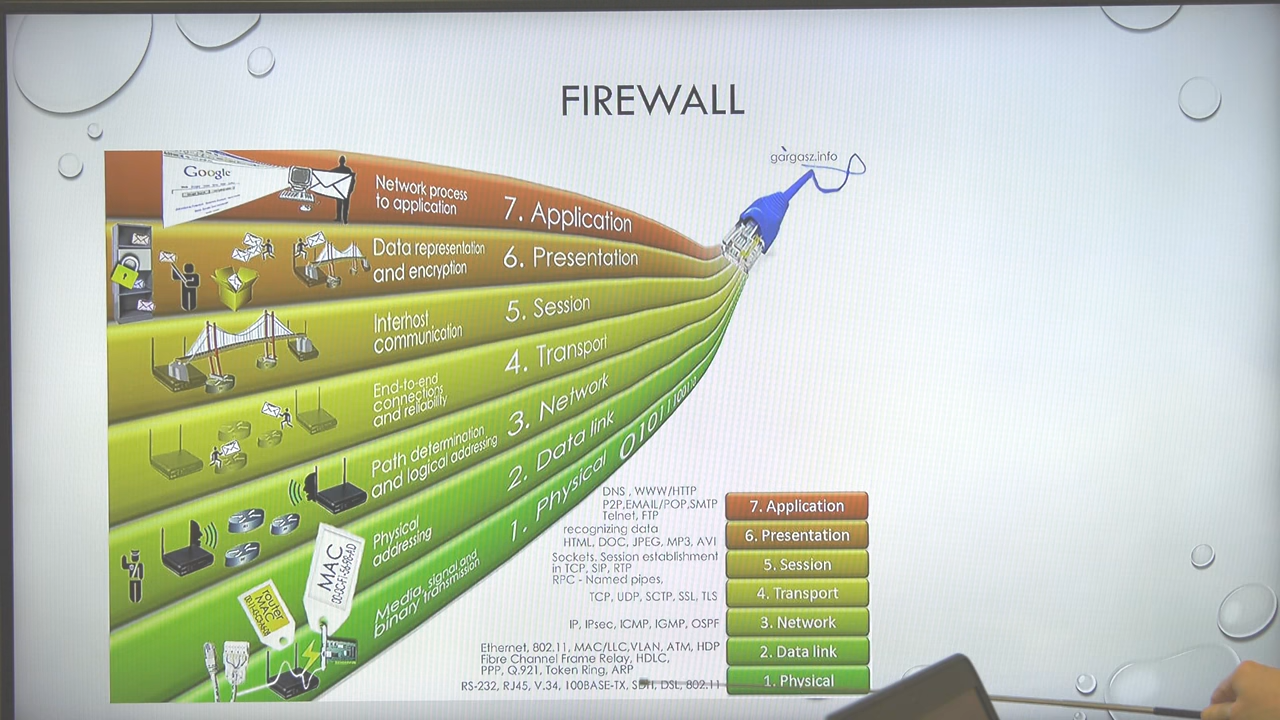 FIREWALL
gargasz.info
Google
Network process
to application
7. Application
Data representation
and encryption
6. Presentation
Interhost
communication
5. Session
End-to-end
connections
and reliability
4. Transport
Path determination
and logical addressing
3. Network
Physical
addressing
2. Data link
Media, signal and
binary transmission
1. Physical
MAC
router
MAC
DNS , WWW/HTTP
P2P,EMAIL/POP,SMTP
Telnet, FTP
7. Application
recognizing data
HTML, DOC, JPEG, MP3, AVI
6. Presentation
Sockets. Session establishment
in TCP, SIP, RTP
RPC - Named pipes,
5. Session
TCP, UDP, SCTP, SSL, TLS
4. Transport
IP, IPsec, ICMP, IGMP, OSPF
3. Network
Ethernet, 802.11, MAC/LLC,VLAN, ATM, HDP
Fibre Channel Frame Relay, HDLC,
PPP, Q.921, Token Ring, ARP
2. Data link
RS-232, RJ45, V.34, 100BASE-TX, SDH, DSL, 802.11
1. Physical